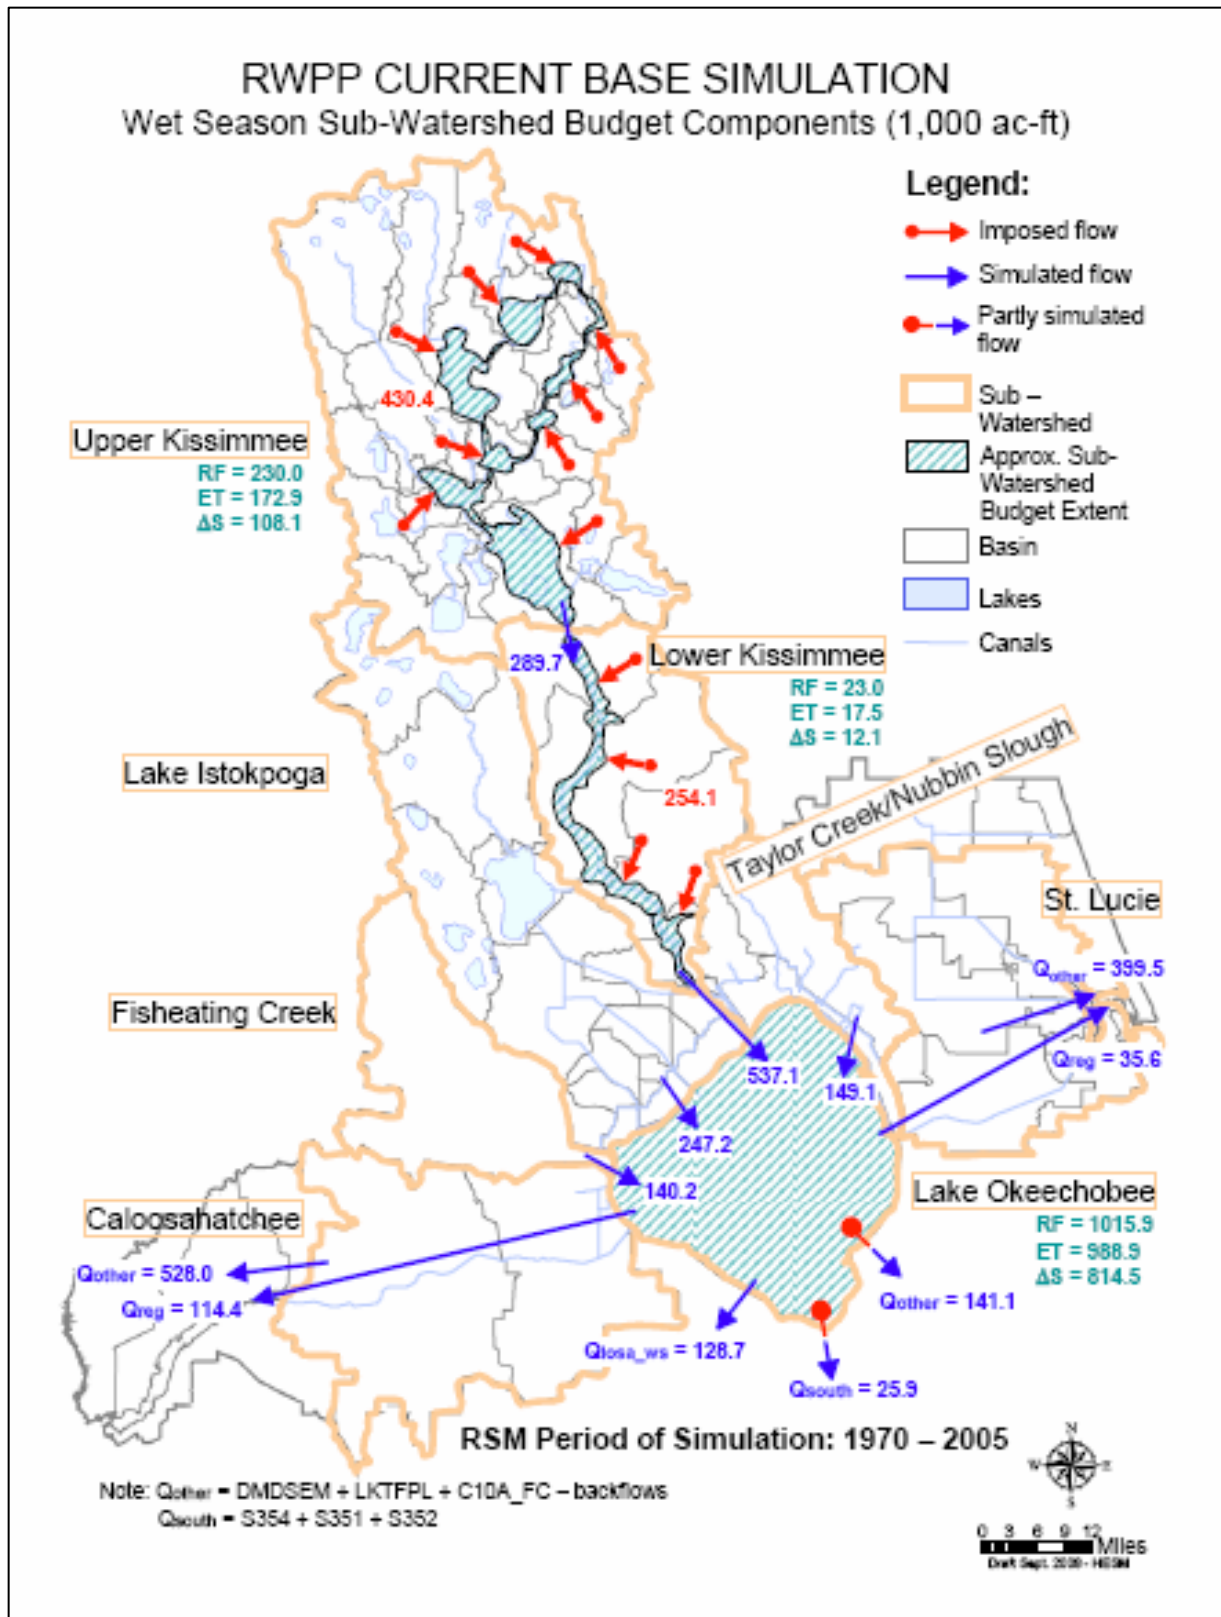 RWPP CURRENT BASE SIMULATION
Wet Season Sub-Watershed Budget Components (1,000 ac-ft)
Legend:
Imposed flow
Simulated flow
Partly simulated
flow
Sub –
Watershed
Approx. Sub-
Watershed
Budget Extent
Basin
Lakes
Canals
430.4
Upper Kissimmee
RF = 230.0
ET = 172.9
ΔS = 108.1
289.7
Lower Kissimmee
RF = 23.0
ET = 17.5
ΔS = 12.1
Lake Istokpoga
254.1
Taylor Creek/Nubbin Slough
St. Lucie
Qother = 399.5
Fisheating Creek
Qreg = 35.6
537.1
149.1
247.2
140.2
Lake Okeechobee
RF = 1015.9
ET = 988.9
ΔS = 814.5
Caloosahatchee
Qother = 528.0
Qreg = 114.4
Qother = 141.1
Qlosa_ws = 128.7
Qsouth = 25.9
RSM Period of Simulation: 1970 – 2005
N
W E
S
Note: Qother = DMDSEM + LKTFPL + C10A_FC – backflows
Qsouth = S354 + S351 + S352
0 3 6 9 12
Miles
Draft Sept. 2008 - HESM